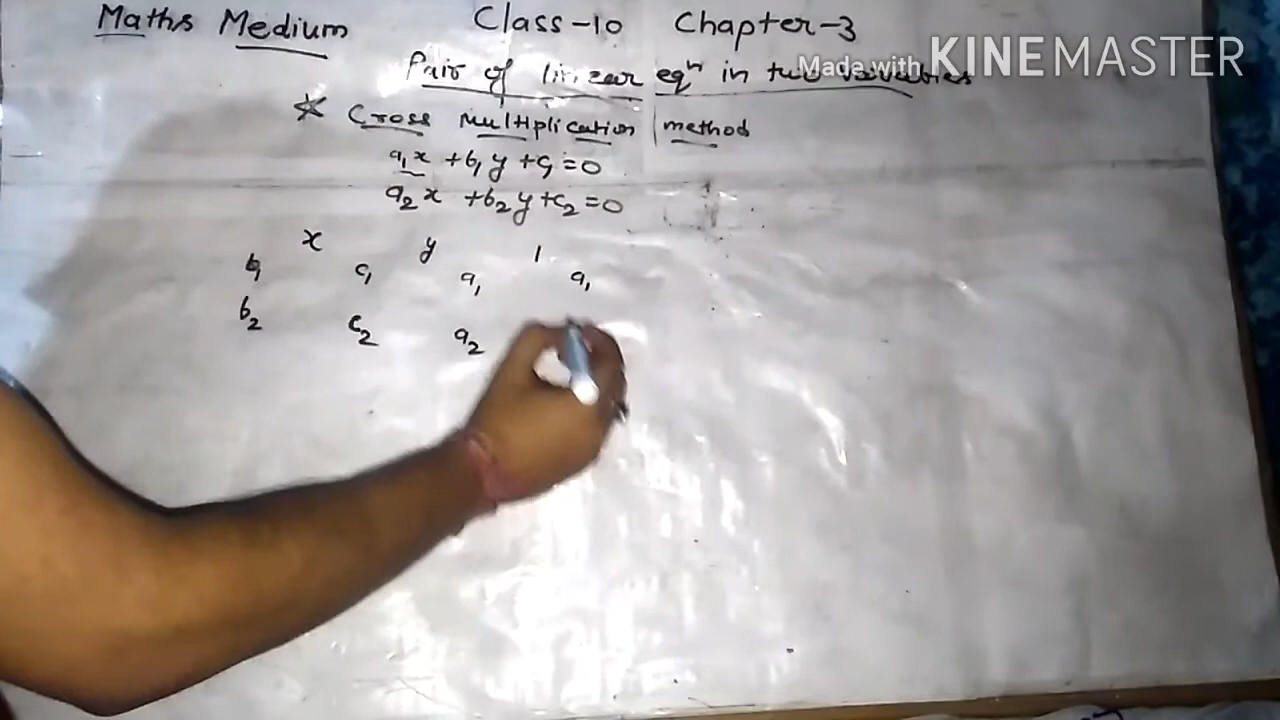 Maths Medium Class-10 Chapter-3
Made with KINEMASTER
Pair of linear eqⁿ in two variables
* Cross Multiplication method
a₁x + b₁y + c₁ = 0
a₂x + b₂y + c₂ = 0
x y 1
b₁ c₁ a₁ a₁
b₂ c₂ a₂